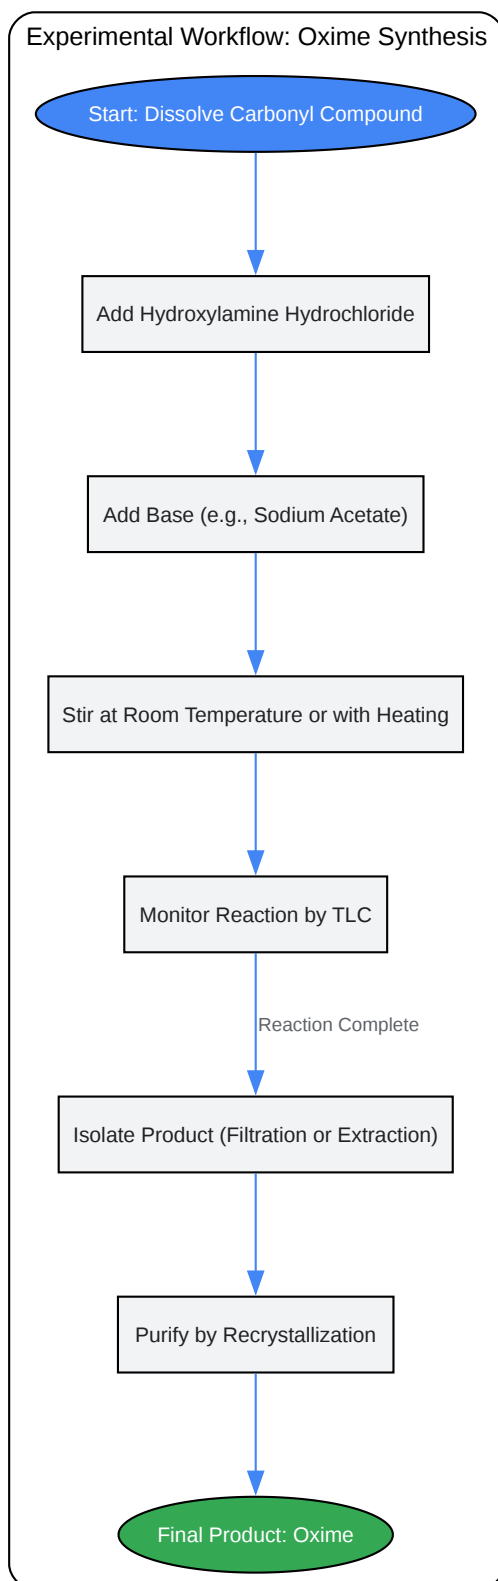 Experimental Workflow: Oxime Synthesis
Start: Dissolve Carbonyl Compound
Add Hydroxylamine Hydrochloride
Add Base (e.g., Sodium Acetate)
Stir at Room Temperature or with Heating
Monitor Reaction by TLC
Reaction Complete
Isolate Product (Filtration or Extraction)
Purify by Recrystallization
Final Product: Oxime